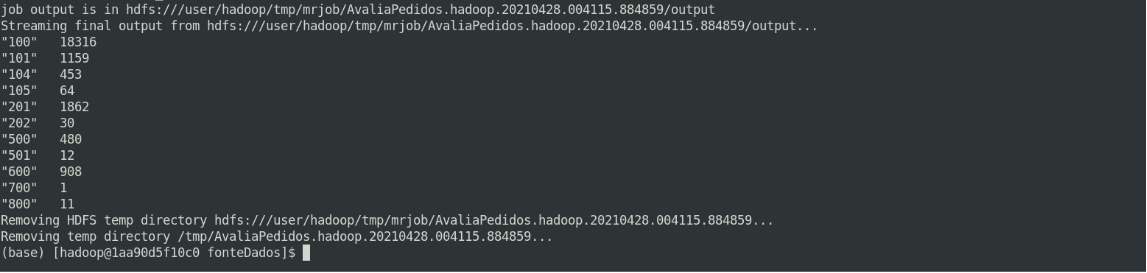 job output is in hdfs:///user/hadoop/tmp/mrjob/AvaliaPedidos.hadoop.20210428.004115.884859/output
Streaming final output from hdfs:///user/hadoop/tmp/mrjob/AvaliaPedidos.hadoop.20210428.004115.884859/output...
"100"	18316
"101"	1159
"104"	453
"105"	64
"201"	1862
"202"	30
"500"	480
"501"	12
"600"	908
"700"	1
"800"	11
Removing HDFS temp directory hdfs:///user/hadoop/tmp/mrjob/AvaliaPedidos.hadoop.20210428.004115.884859...
Removing temp directory /tmp/AvaliaPedidos.hadoop.20210428.004115.884859...
(base) [hadoop@1aa90d5f10c0 fonteDados]$